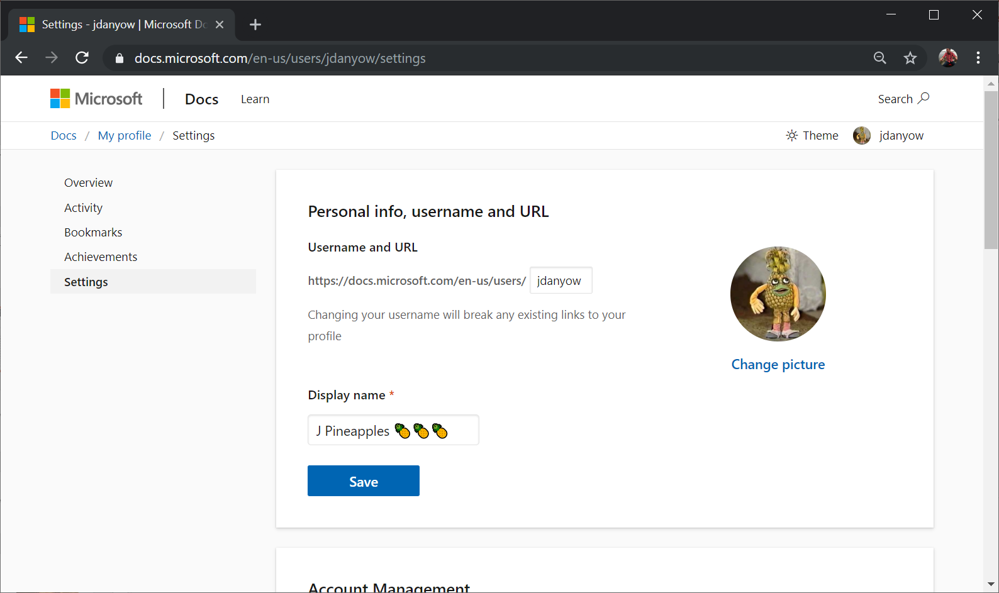 Settings - jdanyow | Microsoft Do
docs.microsoft.com/en-us/users/jdanyow/settings
Microsoft Docs Learn Search
Docs / My profile / Settings Theme jdanyow
Overview
Activity
Bookmarks
Achievements
Settings
Personal info, username and URL
Username and URL
https://docs.microsoft.com/en-us/users/ jdanyow
Changing your username will break any existing links to your
profile
Change picture
Display name *
J Pineapples 🍍🍍🍍
Save
Account Management